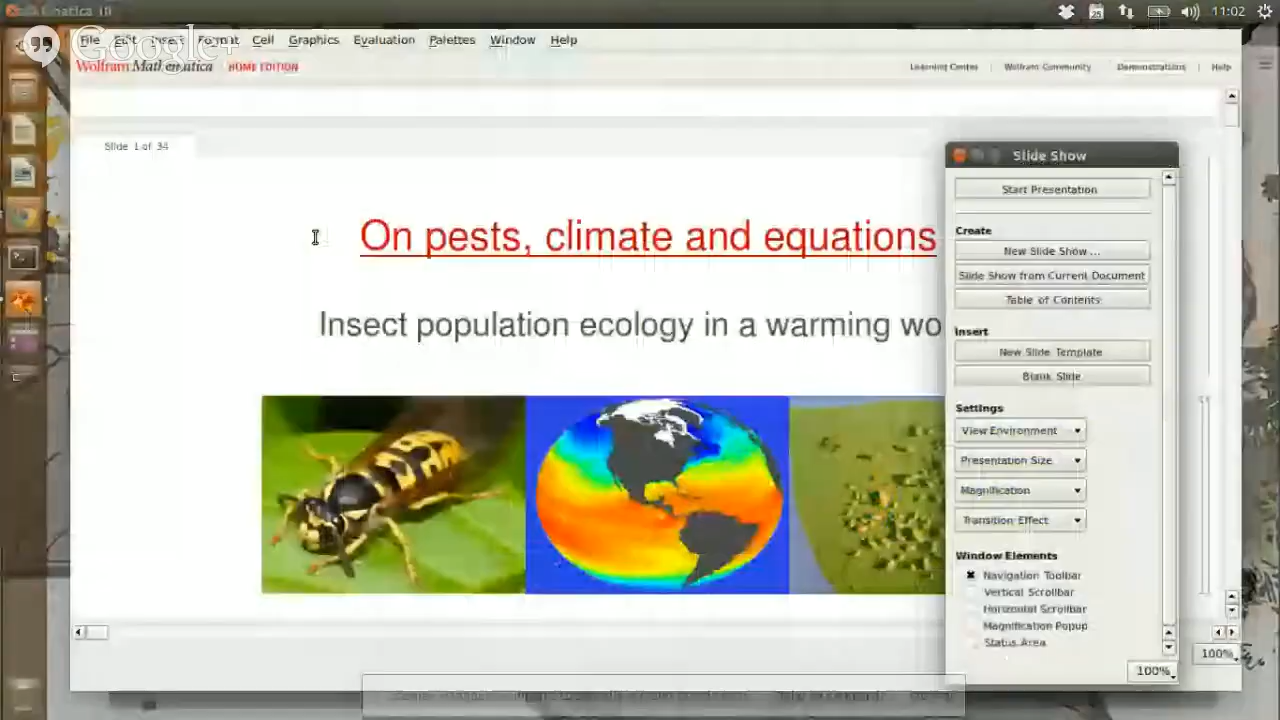 11:02
File Edit Insert Format Cell Graphics Evaluation Palettes Window Help
Google+
Wolfram Mathematica HOME EDITION
Learning Center Wolfram Community Demonstrations Help
Slide 1 of 34
On pests, climate and equations
Insect population ecology in a warming wo
Slide Show
Start Presentation
Create
New Slide Show ...
Slide Show from Current Document
Table of Contents
Insert
New Slide Template
Blank Slide
Settings
View Environment
Presentation Size
Magnification
Transition Effect
Window Elements
Navigation Toolbar
Vertical Scrollbar
Horizontal Scrollbar
Magnification Popup
Status Area
100%
100%